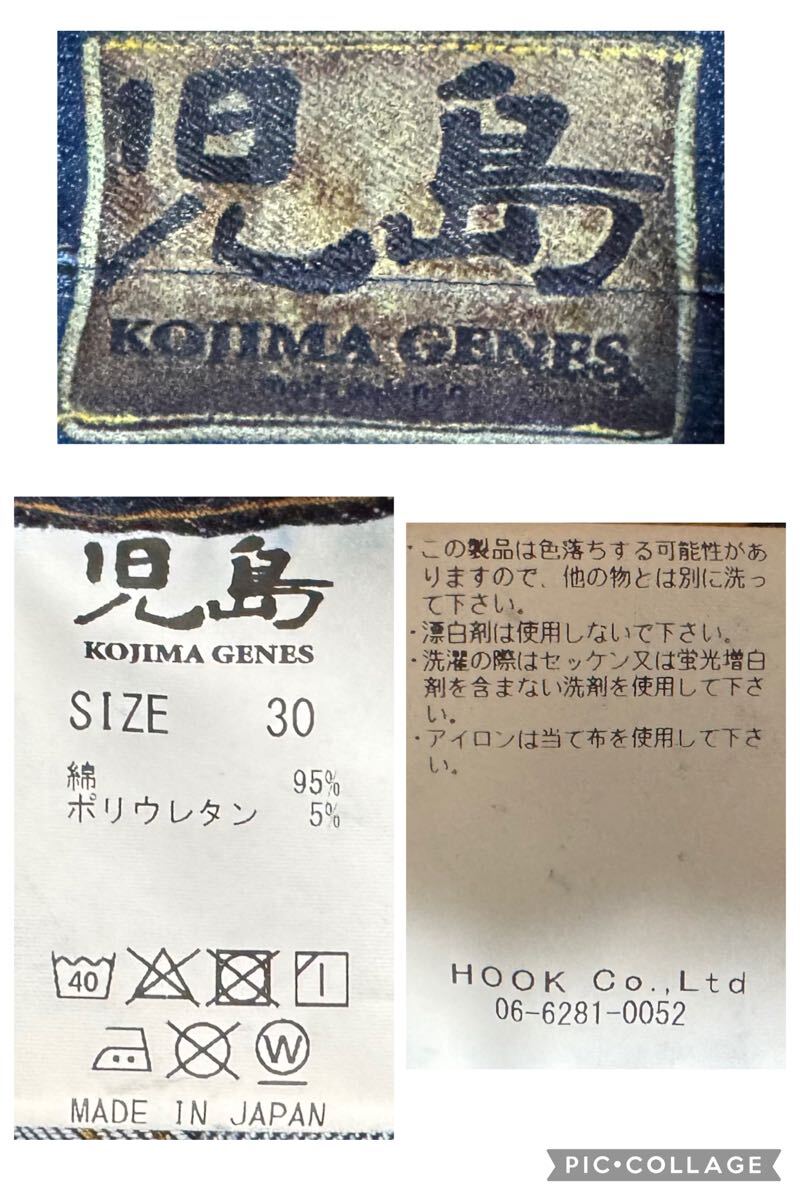 児島
KOJIMA GENES
児島
KOJIMA GENES
SIZE 30
綿 95%
ポリウレタン 5%
40
W
MADE IN JAPAN
・この製品は色落ちする可能性があ
りますので、他の物とは別に洗っ
て下さい。
・漂白剤は使用しないで下さい。
・洗濯の際はセッケン又は蛍光増白
剤を含まない洗剤を使用して下さ
い。
・アイロンは当て布を使用して下さ
い。
HOOK Co.,Ltd
06-6281-0052
PIC•COLLAGE